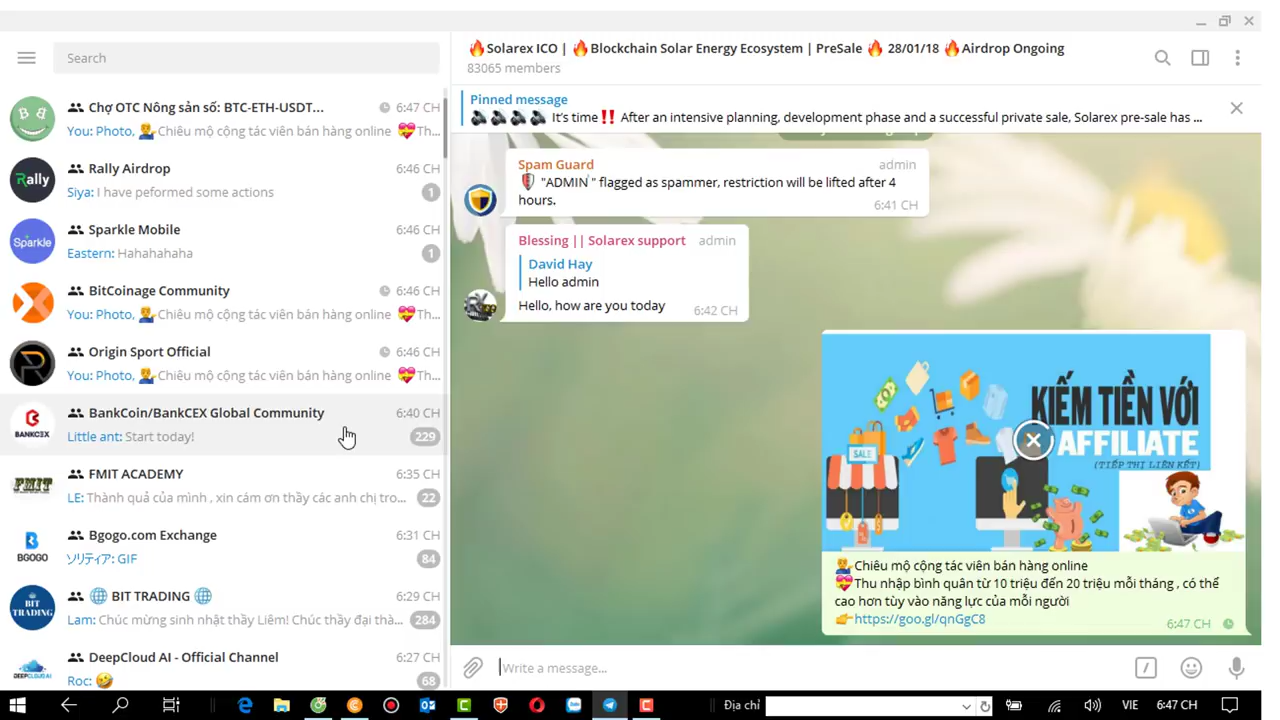 Search
Chợ OTC Nông sản số: BTC-ETH-USDT... 6:47 CH
You: Photo, Chiêu mộ cộng tác viên bán hàng online 💝Th...
Rally
Rally Airdrop 6:46 CH
Siya: I have peformed some actions 1
Sparkle
Sparkle Mobile 6:46 CH
Eastern: Hahahahaha 1
BitCoinage Community 6:46 CH
You: Photo, Chiêu mộ cộng tác viên bán hàng online 💝Th...
Origin Sport Official 6:46 CH
You: Photo, Chiêu mộ cộng tác viên bán hàng online 💝Th...
BANKCEX
BankCoin/BankCEX Global Community 6:40 CH
Little ant: Start today! 229
FMIT
FMIT ACADEMY 6:35 CH
LE: Thành quả của mình , xin cám ơn thầy các anh chị tro... 22
BGOGO
Bgogo.com Exchange 6:31 CH
ソリティア: GIF 84
BIT TRADING
🌐 BIT TRADING 🌐 6:29 CH
Lam: Chúc mừng sinh nhật thầy Liêm! Chúc thầy đại thà... 284
DEEPCLOUD AI
DeepCloud AI - Official Channel 6:27 CH
Roc: 🤣 68
🔥Solarex ICO | 🔥Blockchain Solar Energy Ecosystem | PreSale 🔥 28/01/18 🔥Airdrop Ongoing
83065 members
Pinned message
🔊🔊🔊🔊 It's time‼️ After an intensive planning, development phase and a successful private sale, Solarex pre-sale has ...
Spam Guard admin
"ADMIN" flagged as spammer, restriction will be lifted after 4
hours. 6:41 CH
Blessing || Solarex support admin
David Hay
Hello admin
Hello, how are you today 6:42 CH
KIẾM TIỀN VỚI
AFFILIATE
(TIẾP THỊ LIÊN KẾT)
SALE
Chiêu mộ cộng tác viên bán hàng online
💝Thu nhập bình quân từ 10 triệu đến 20 triệu mỗi tháng , có thể
cao hơn tùy vào năng lực của mỗi người
👉https://goo.gl/qnGgC8
6:47 CH
Write a message...
Địa chỉ VIE 6:47 CH